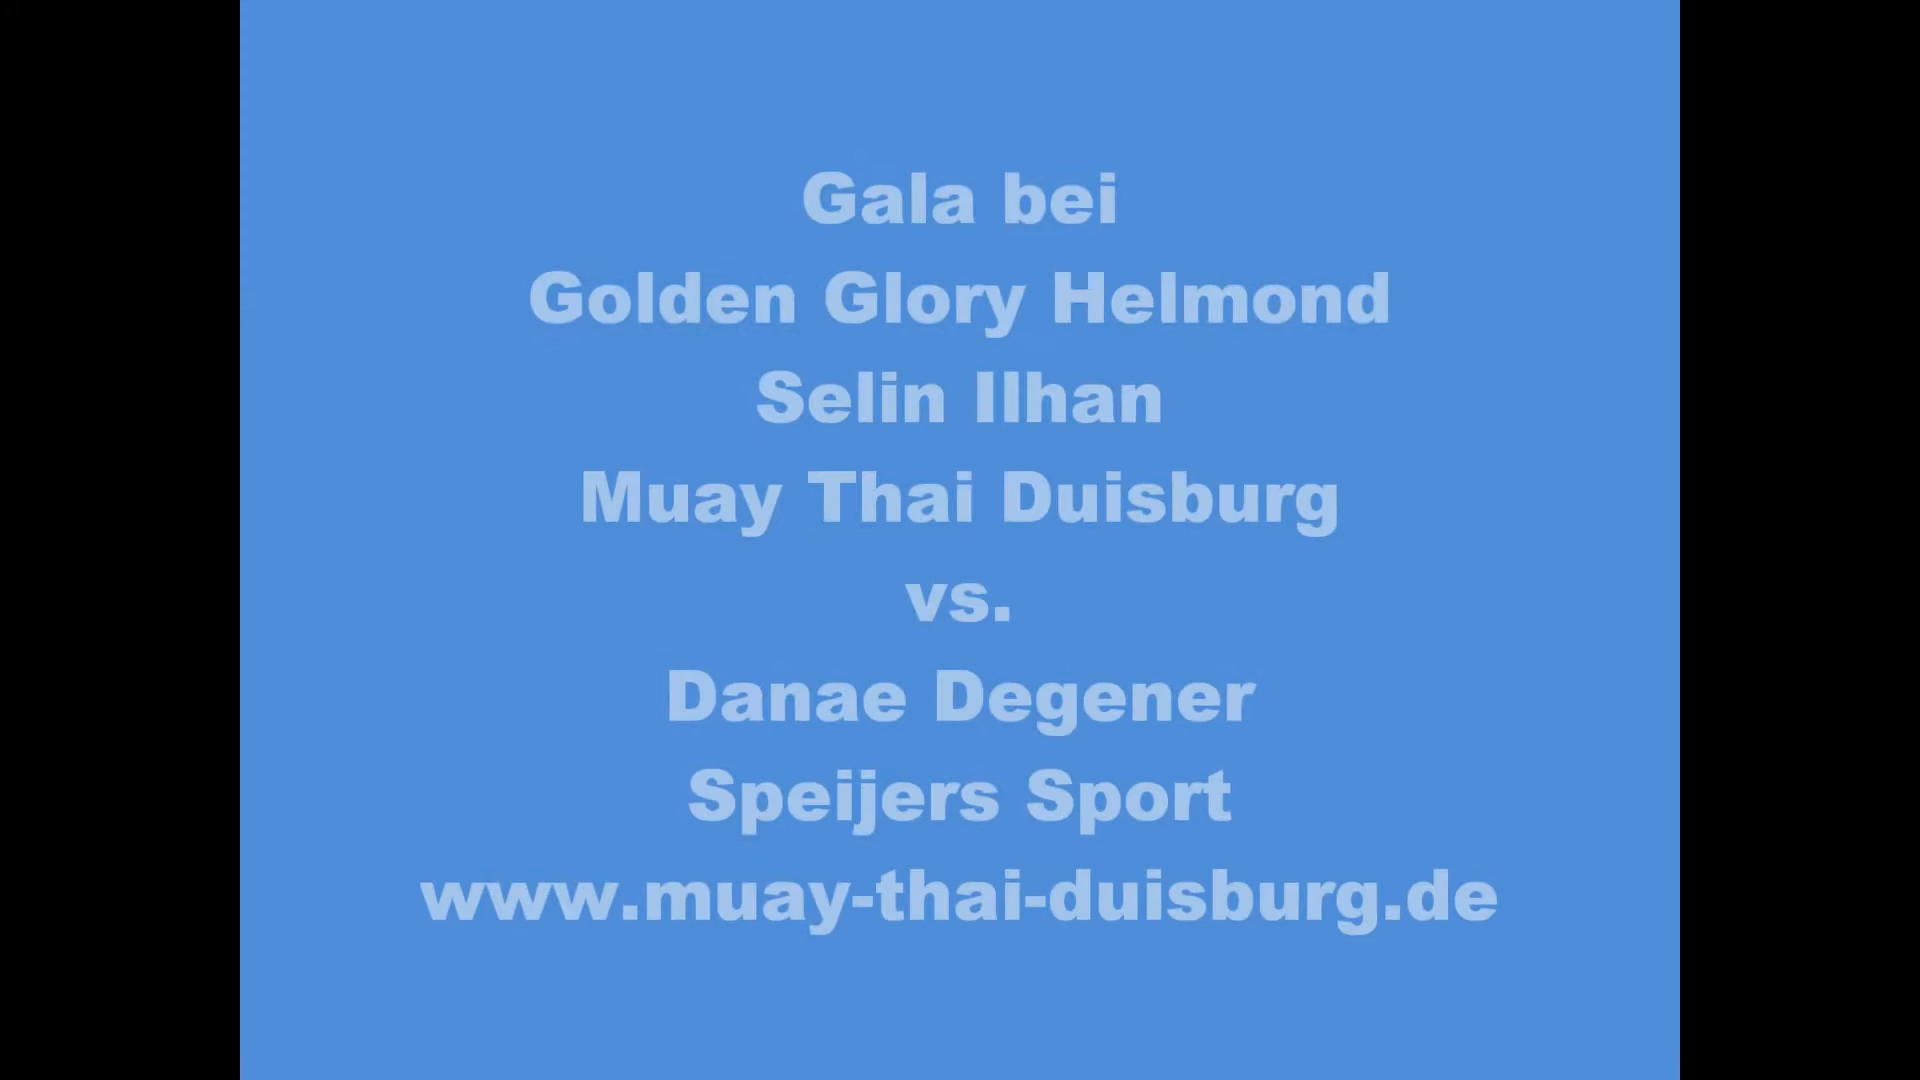 Gala bei
Golden Glory Helmond
Selin Ilhan
Muay Thai Duisburg
vs.
Danae Degener
Speijers Sport
www.muay-thai-duisburg.de